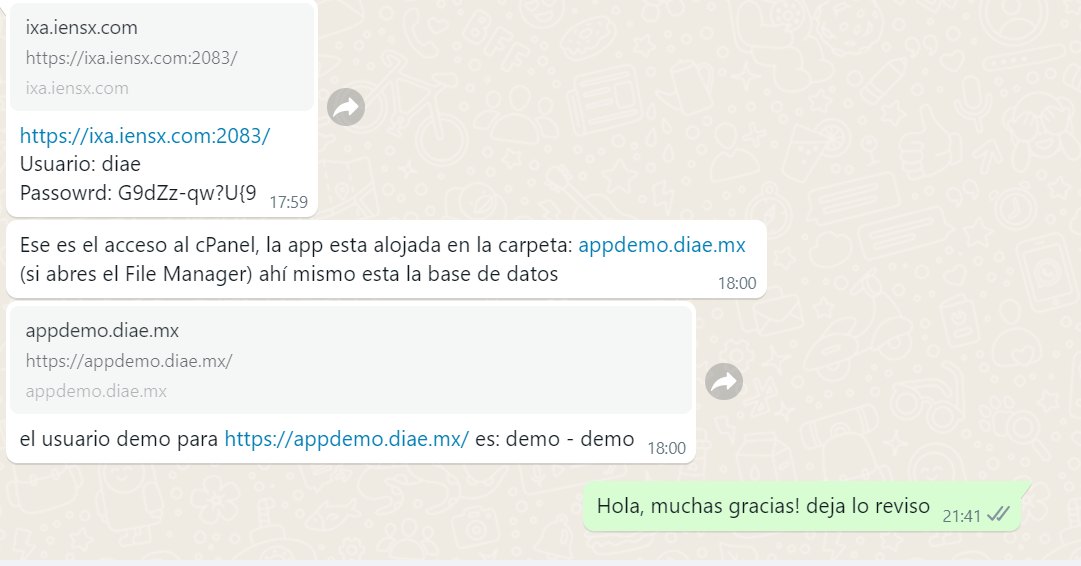 ixa.iensx.com
https://ixa.iensx.com:2083/
ixa.iensx.com
https://ixa.iensx.com:2083/
Usuario: diae
Passowrd: G9dZz-qw?U{9 17:59
Ese es el acceso al cPanel, la app esta alojada en la carpeta: appdemo.diae.mx
(si abres el File Manager) ahí mismo esta la base de datos 18:00
appdemo.diae.mx
https://appdemo.diae.mx/
appdemo.diae.mx
el usuario demo para https://appdemo.diae.mx/ es: demo - demo 18:00
Hola, muchas gracias! deja lo reviso 21:41